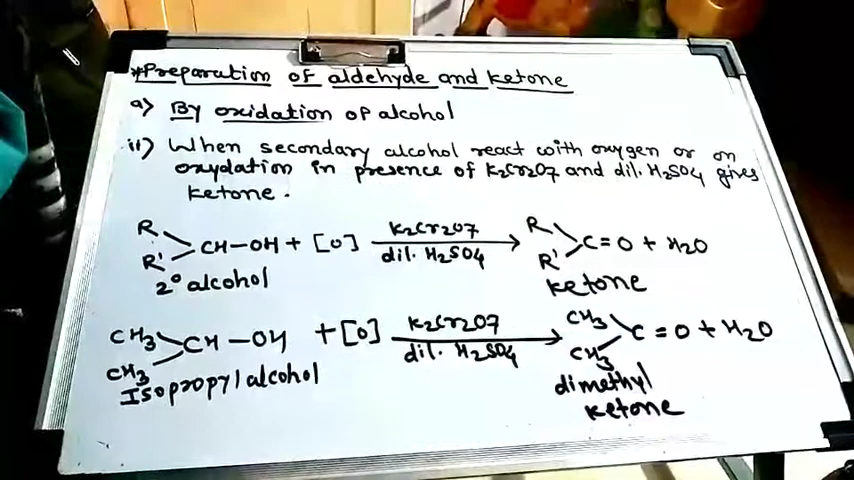 *Preparation of aldehyde and ketone
a) By oxidation of alcohol
ii) When secondary alcohol react with oxygen or on
oxydation in presence of K2Cr2O7 and dil. H2SO4 gives
ketone.
R
R'
CH-OH + [O]
K2Cr2O7
dil. H2SO4
R
R'
C=O + H2O
2° alcohol
ketone
CH3
CH3
CH-OH + [O]
K2Cr2O7
dil. H2SO4
CH3
CH3
C=O + H2O
Isopropyl alcohol
dimethyl
ketone